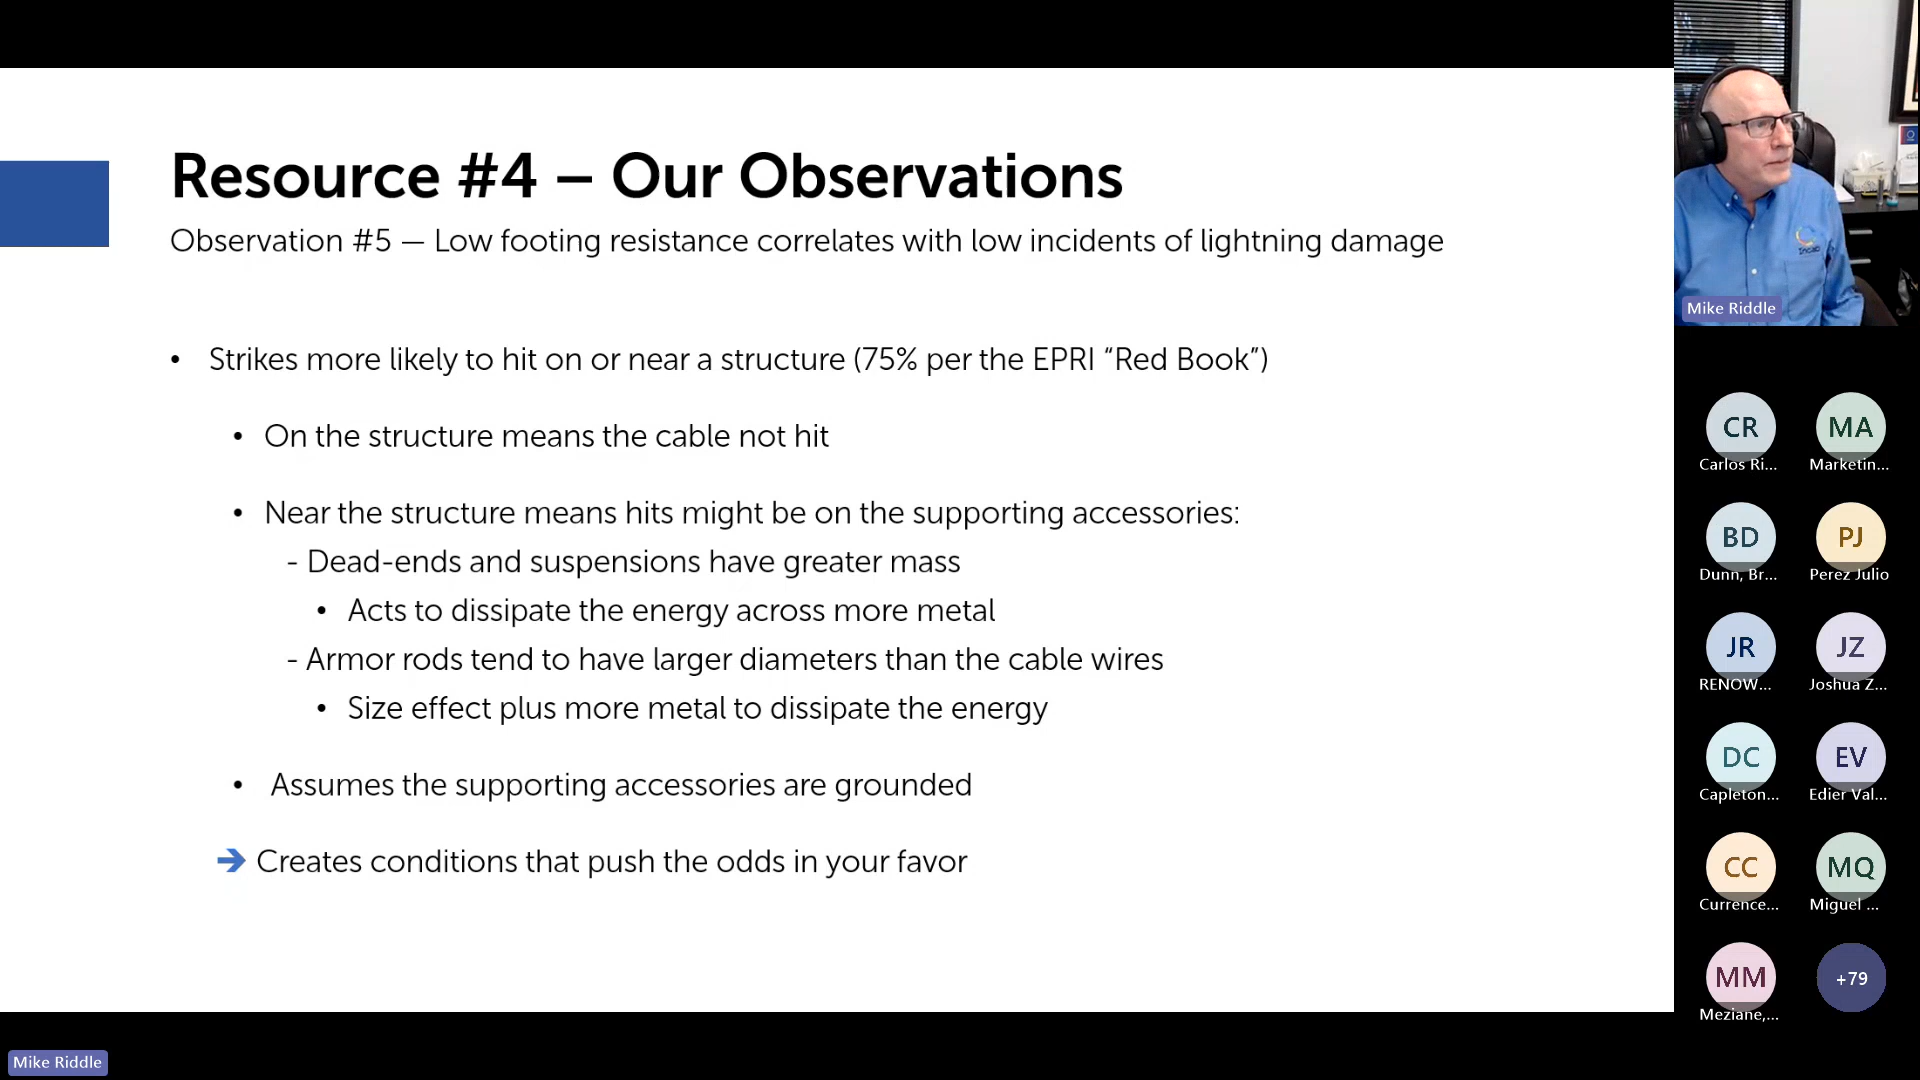 Resource #4 – Our Observations
Observation #5 — Low footing resistance correlates with low incidents of lightning damage
• Strikes more likely to hit on or near a structure (75% per the EPRI “Red Book”)
• On the structure means the cable not hit
• Near the structure means hits might be on the supporting accessories:
- Dead-ends and suspensions have greater mass
• Acts to dissipate the energy across more metal
- Armor rods tend to have larger diameters than the cable wires
• Size effect plus more metal to dissipate the energy
• Assumes the supporting accessories are grounded
➔ Creates conditions that push the odds in your favor
Mike Riddle
Incab
Mike Riddle
CR
Carlos Ri...
MA
Marketin...
BD
Dunn, Br...
PJ
Perez Julio
JR
RENOW...
JZ
Joshua Z...
DC
Capleton...
EV
Edier Val...
CC
Currence...
MQ
Miguel ...
MM
Meziane,...
+79